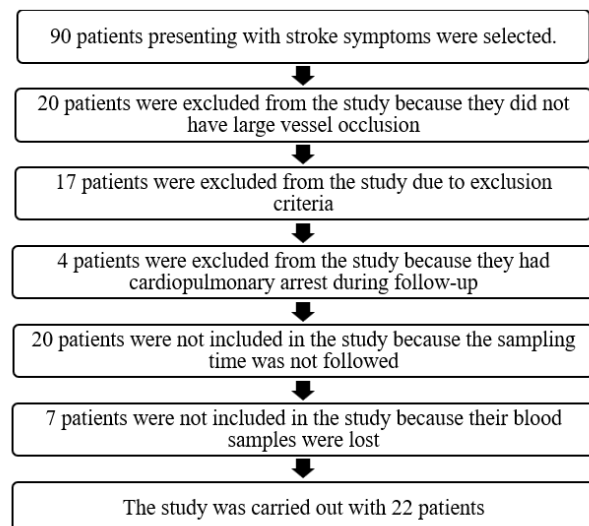 90 patients presenting with stroke symptoms were selected.
20 patients were excluded from the study because they did not
have large vessel occlusion
17 patients were excluded from the study due to exclusion
criteria
4 patients were excluded from the study because they had
cardiopulmonary arrest during follow-up
20 patients were not included in the study because the sampling
time was not followed
7 patients were not included in the study because their blood
samples were lost
The study was carried out with 22 patients